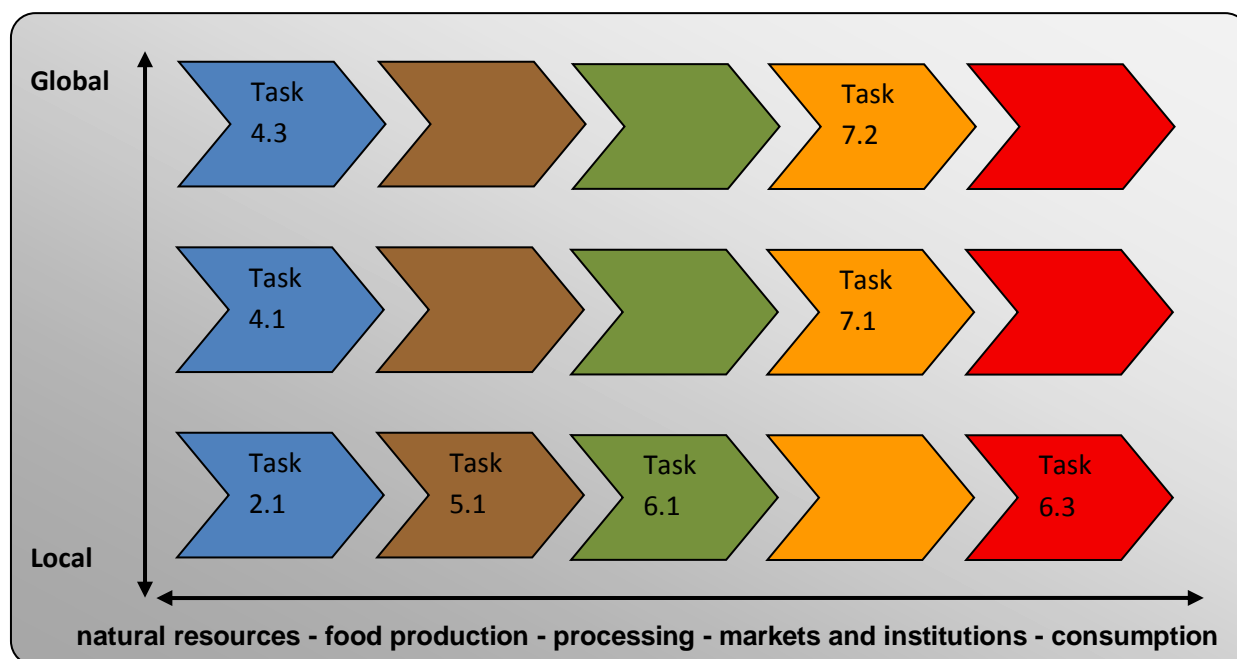 Global
Task
4.3
Task
7.2
Task
4.1
Task
7.1
Task
2.1
Task
5.1
Task
6.1
Task
6.3
Local
natural resources - food production - processing - markets and institutions - consumption